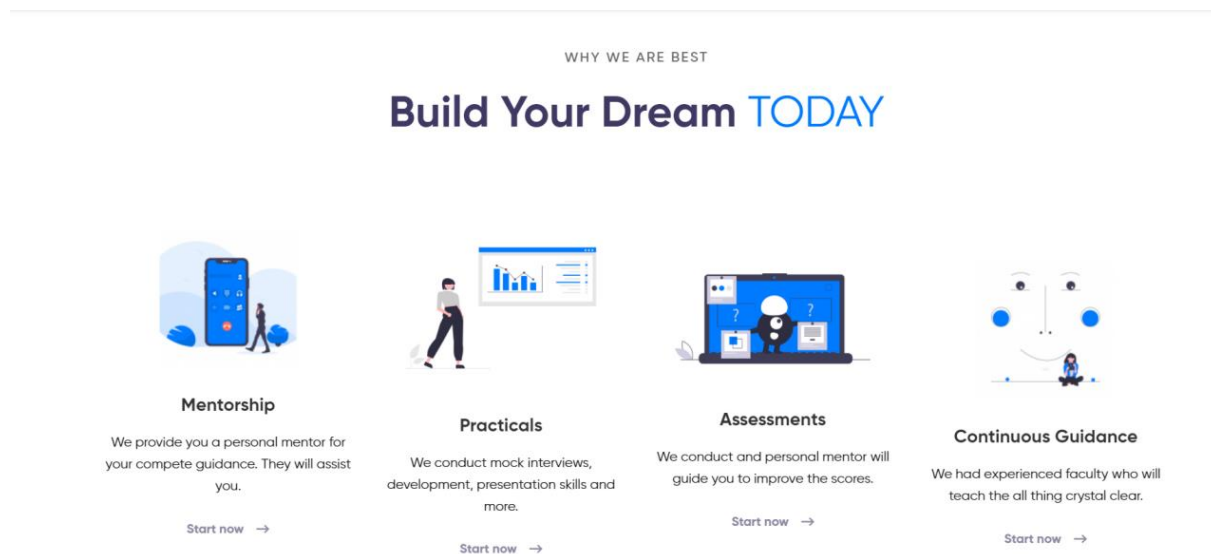 WHY WE ARE BEST
Build Your Dream TODAY
Mentorship
We provide you a personal mentor for
your compete guidance. They will assist
you.
Start now →
Practicals
We conduct mock interviews,
development, presentation skills and
more.
Start now →
? ?
Assessments
We conduct and personal mentor will
guide you to improve the scores.
Start now →
Continuous Guidance
We had experienced faculty who will
teach the all thing crystal clear.
Start now →